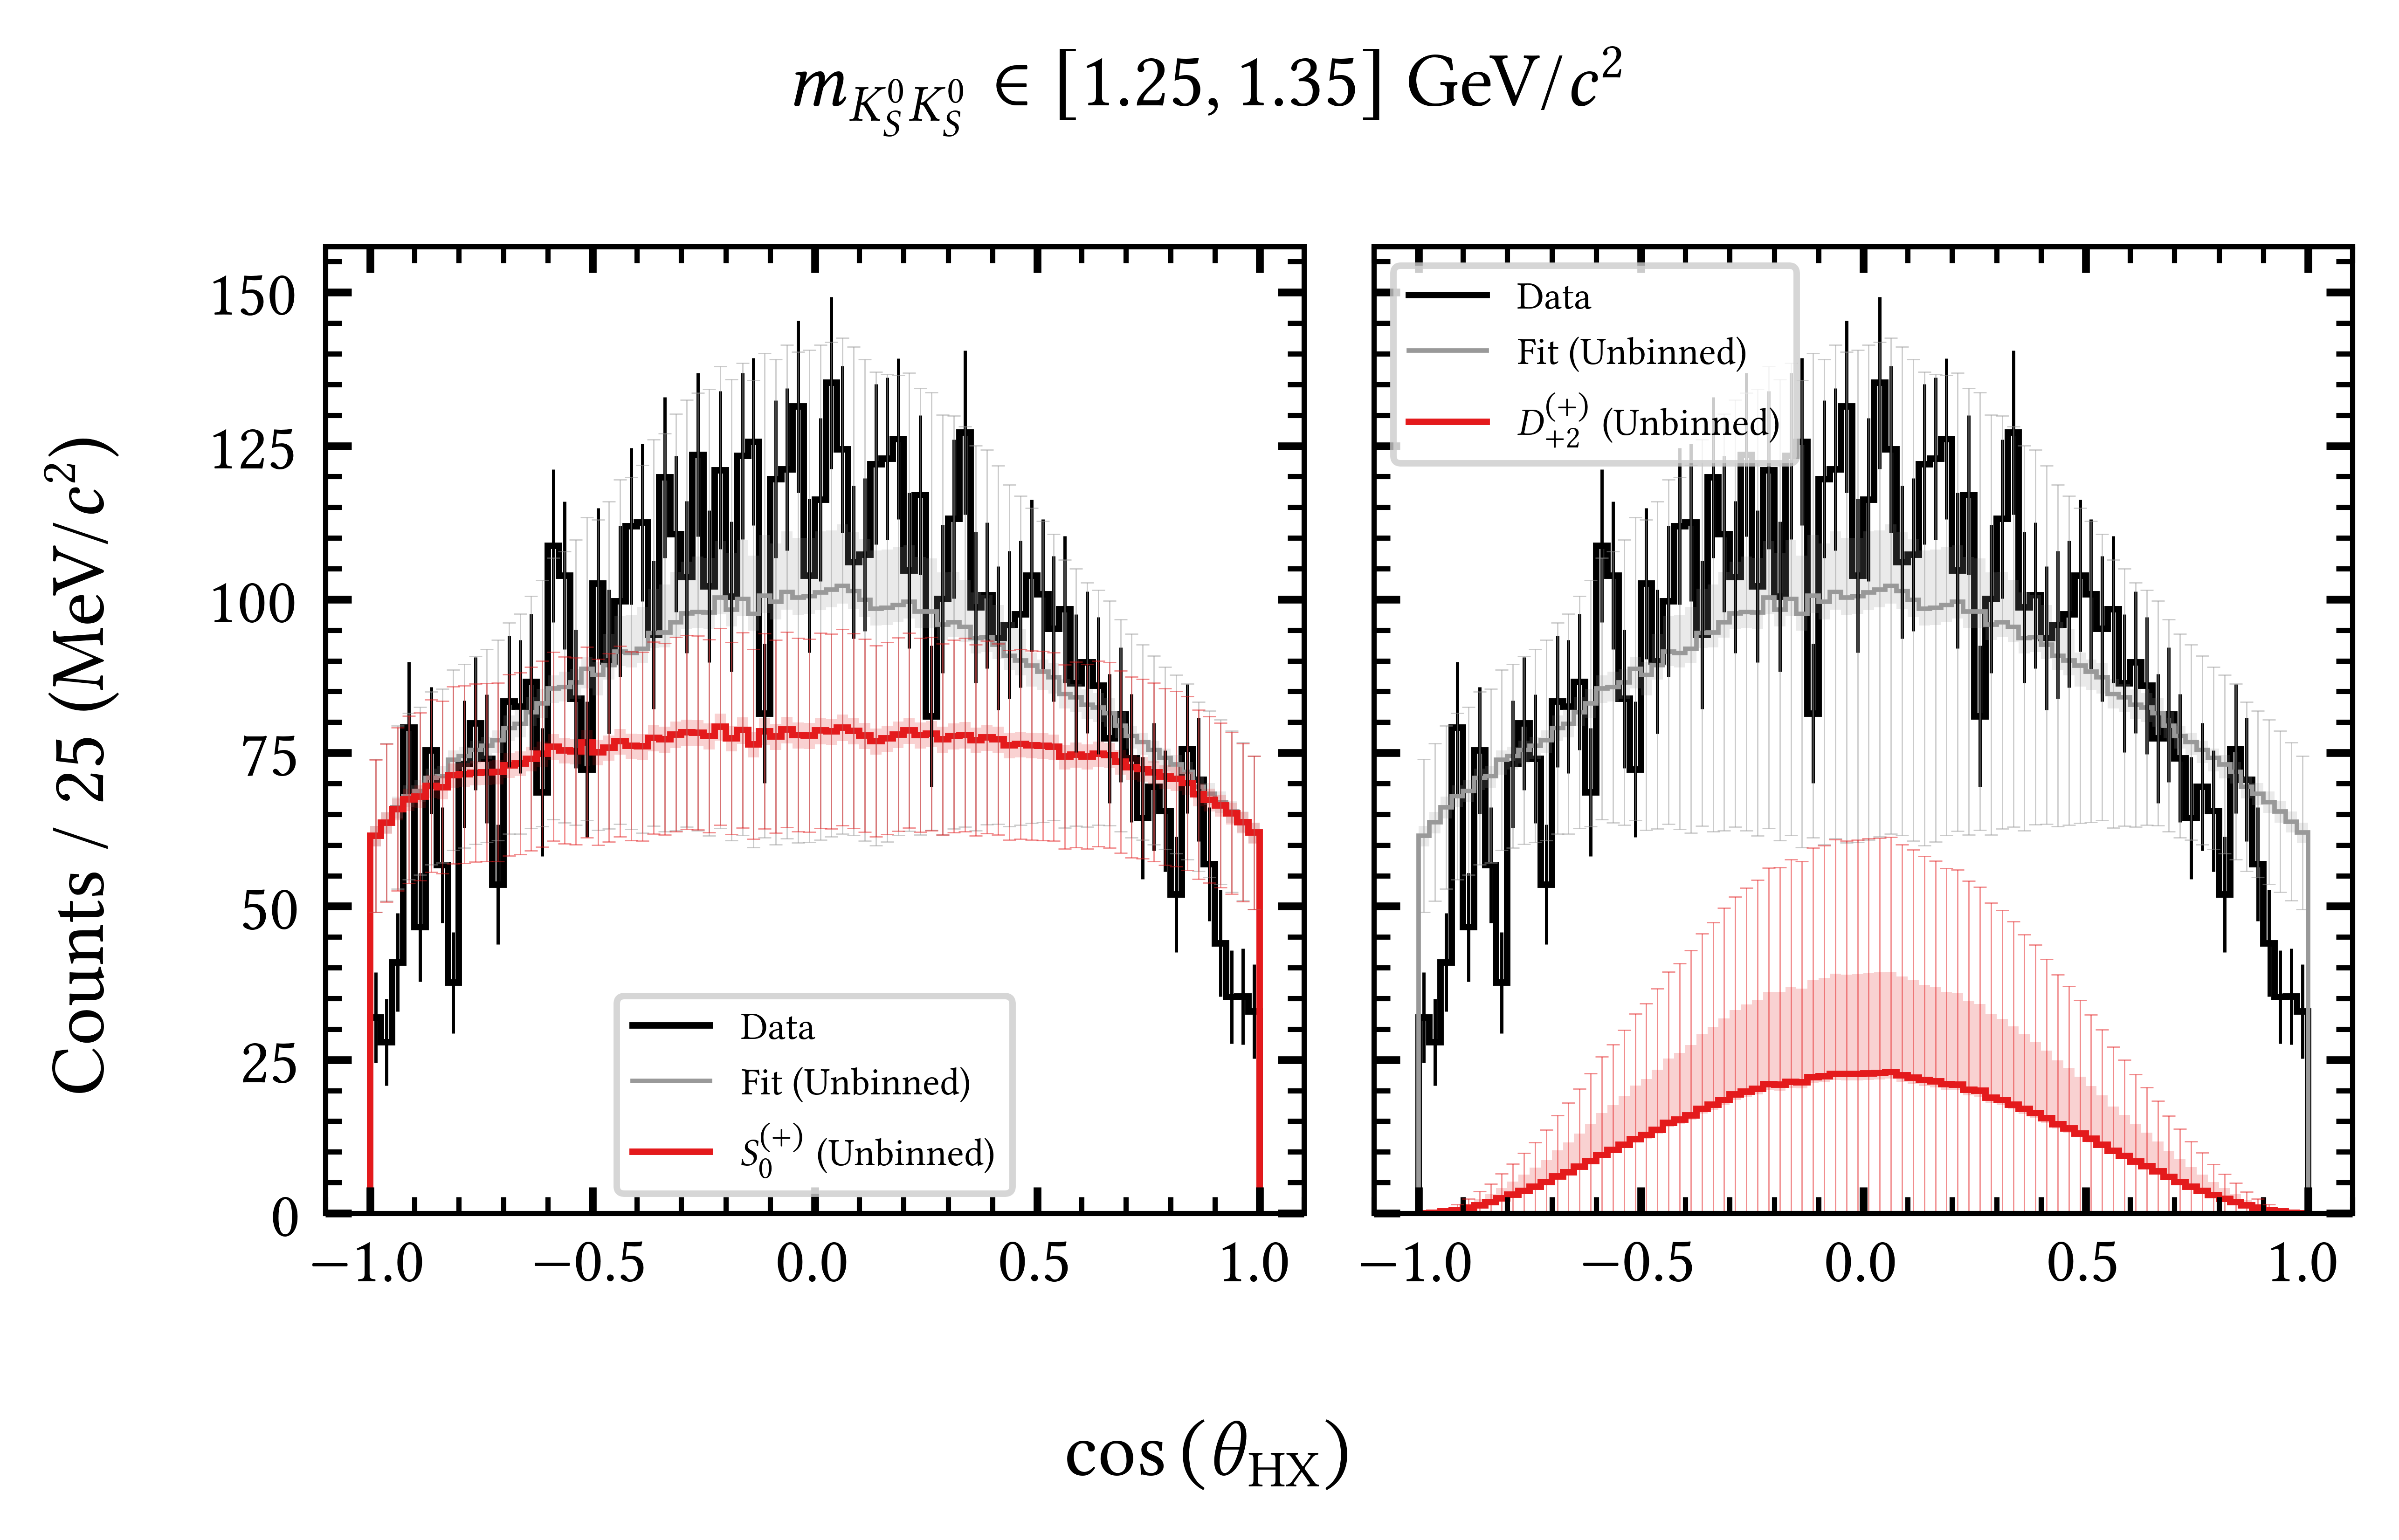 m_{K_S^0 K_S^0} ∈ [1.25, 1.35] GeV/c²
Counts / 25 (MeV/c²)
150
125
100
75
50
25
0
Data
Fit (Unbinned)
S_0^{(+)} (Unbinned)
−1.0 −0.5 0.0 0.5 1.0
Data
Fit (Unbinned)
D_{+2}^{(+)} (Unbinned)
−1.0 −0.5 0.0 0.5 1.0
cos (θ_{HX})